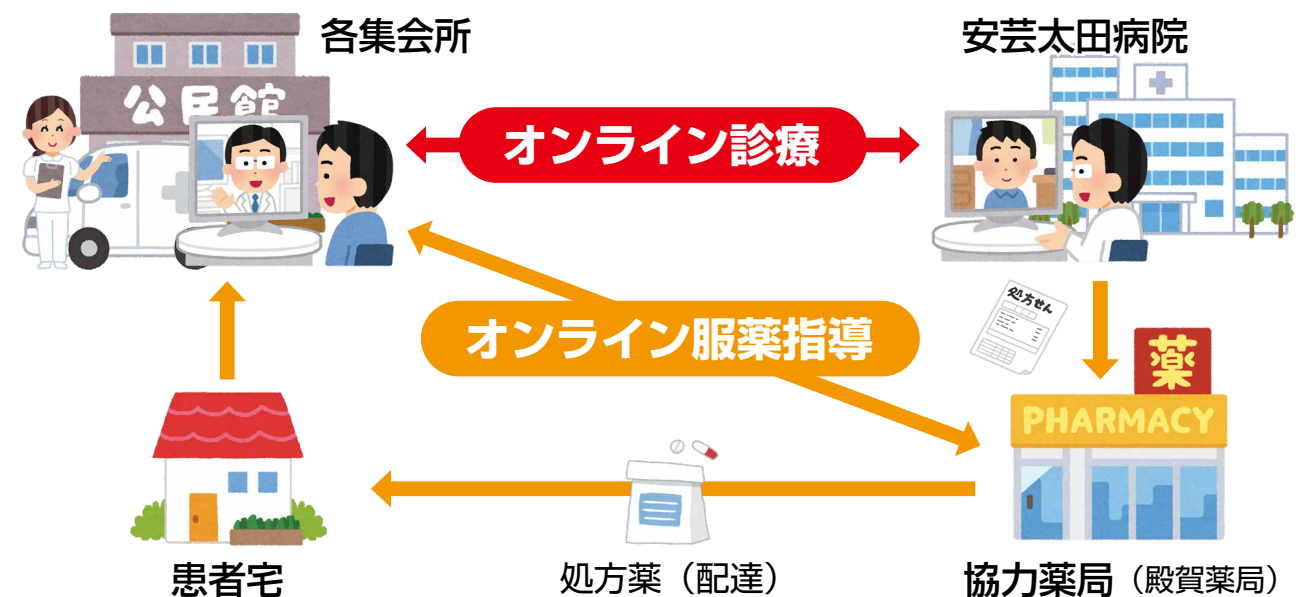 各集会所
安芸太田病院
公民館
オンライン診療
処方せん
オンライン服薬指導
薬
PHARMACY
患者宅
処方薬（配達）
協力薬局（殿賀薬局）